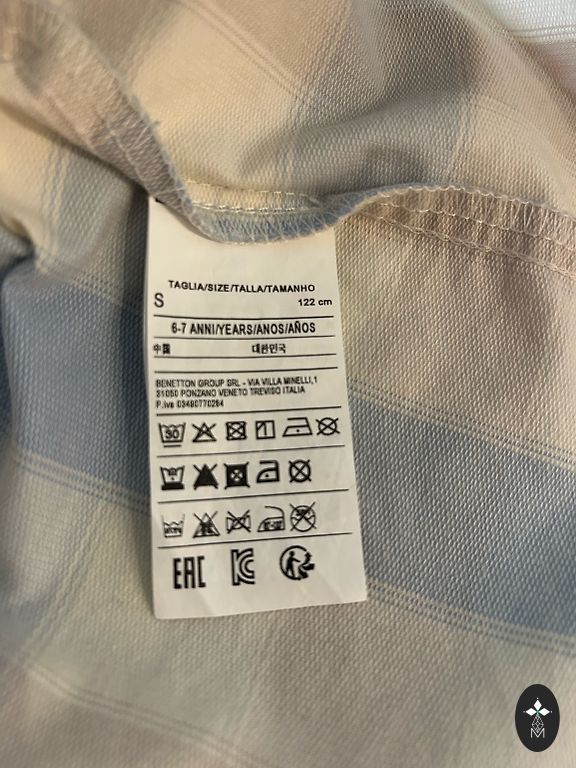 TAGLIA/SIZE/TALLA/TAMANHO
S 122 cm
6-7 ANNI/YEARS/ANOS/AÑOS
中国 대한민국
BENETTON GROUP SRL - VIA VILLA MINELLI,1
31050 PONZANO VENETO TREVISO ITALIA
P.iva 03490770264
30
EAC
M